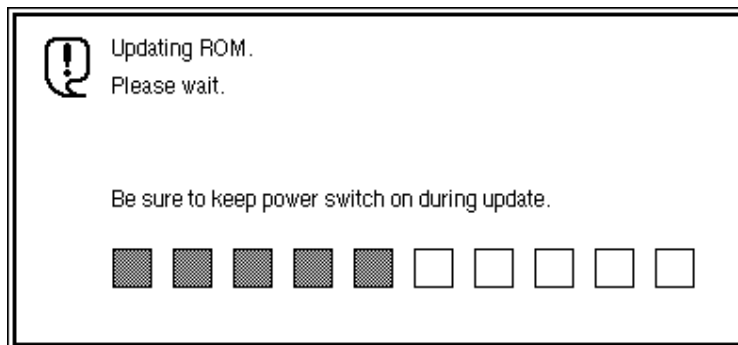 Updating ROM.
Please wait.
Be sure to keep power switch on during update.